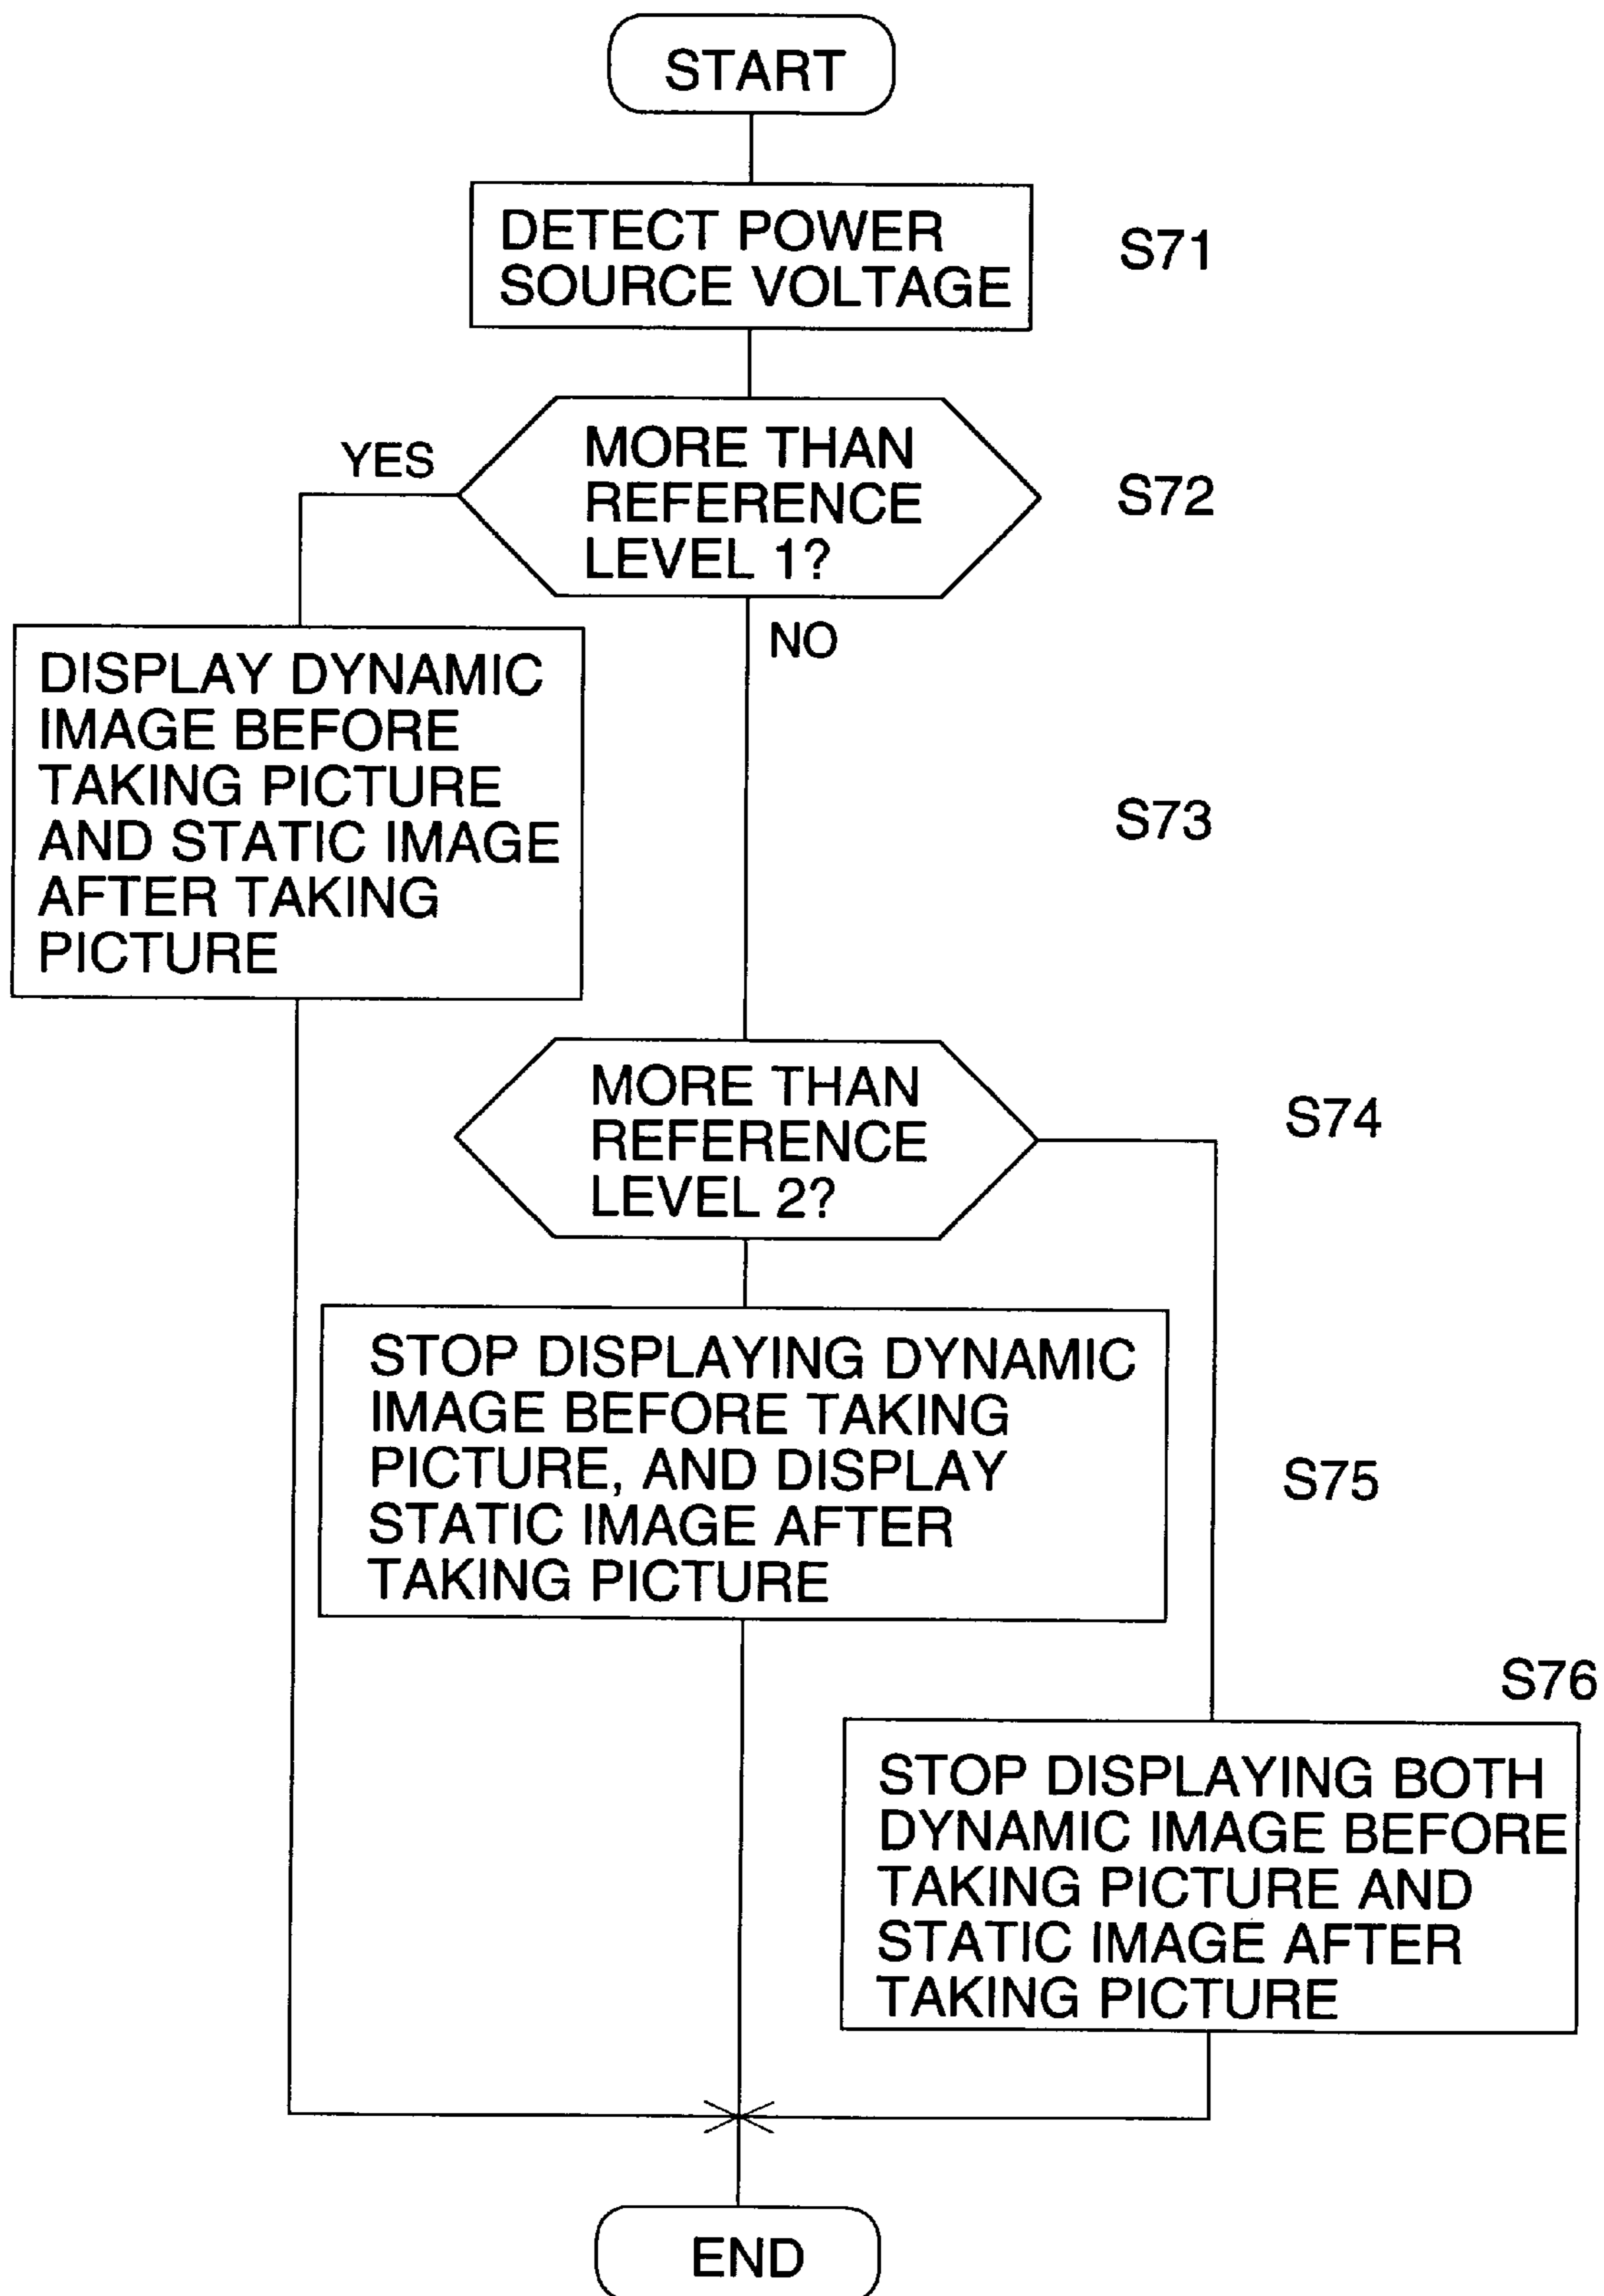 START
DETECT POWER
SOURCE VOLTAGE
S71
YES
MORE THAN
REFERENCE
LEVEL 1?
S72
NO
DISPLAY DYNAMIC
IMAGE BEFORE
TAKING PICTURE
AND STATIC IMAGE
AFTER TAKING
PICTURE
S73
MORE THAN
REFERENCE
LEVEL 2?
S74
STOP DISPLAYING DYNAMIC
IMAGE BEFORE TAKING
PICTURE, AND DISPLAY
STATIC IMAGE AFTER
TAKING PICTURE
S75
S76
STOP DISPLAYING BOTH
DYNAMIC IMAGE BEFORE
TAKING PICTURE AND
STATIC IMAGE AFTER
TAKING PICTURE
END